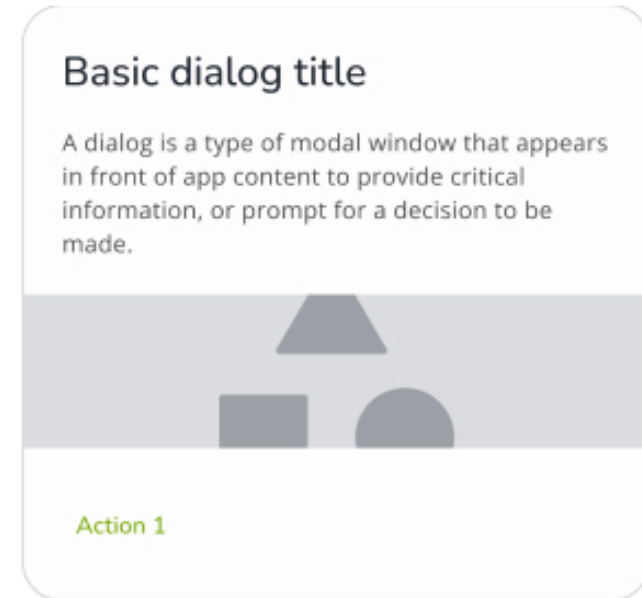 Basic dialog title
A dialog is a type of modal window that appears
in front of app content to provide critical
information, or prompt for a decision to be
made.
Action 1